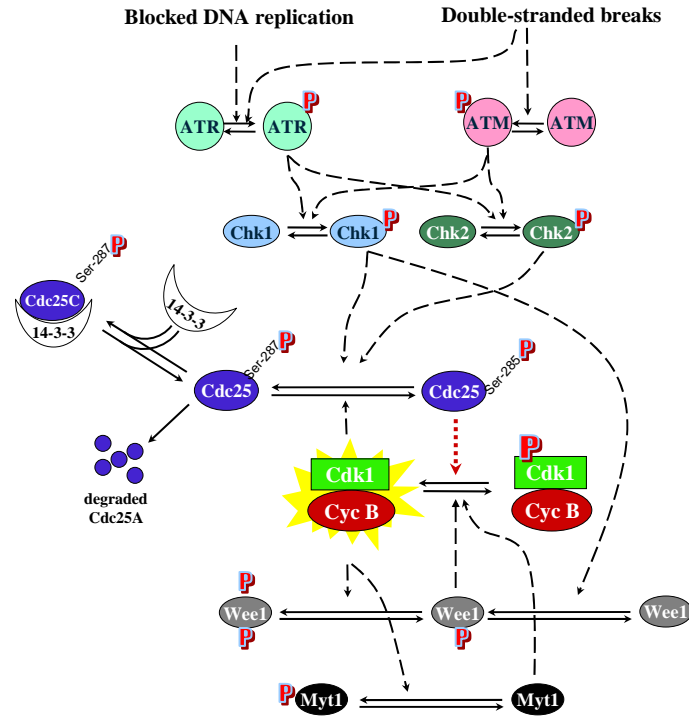 Blocked DNA replication
Double-stranded breaks
P
P
ATR
ATR
ATM
ATM
Chk1
Chk1
P
Chk2
Chk2
P
Ser-287
P
Cdc25C
14-3-3
14-3-3
Ser-287
P
Cdc25
Cdc25
Ser-285
P
degraded
Cdc25A
Cdk1
Cyc B
P
Cdk1
Cyc B
P
Wee1
P
Wee1
P
Wee1
P
Myt1
Myt1